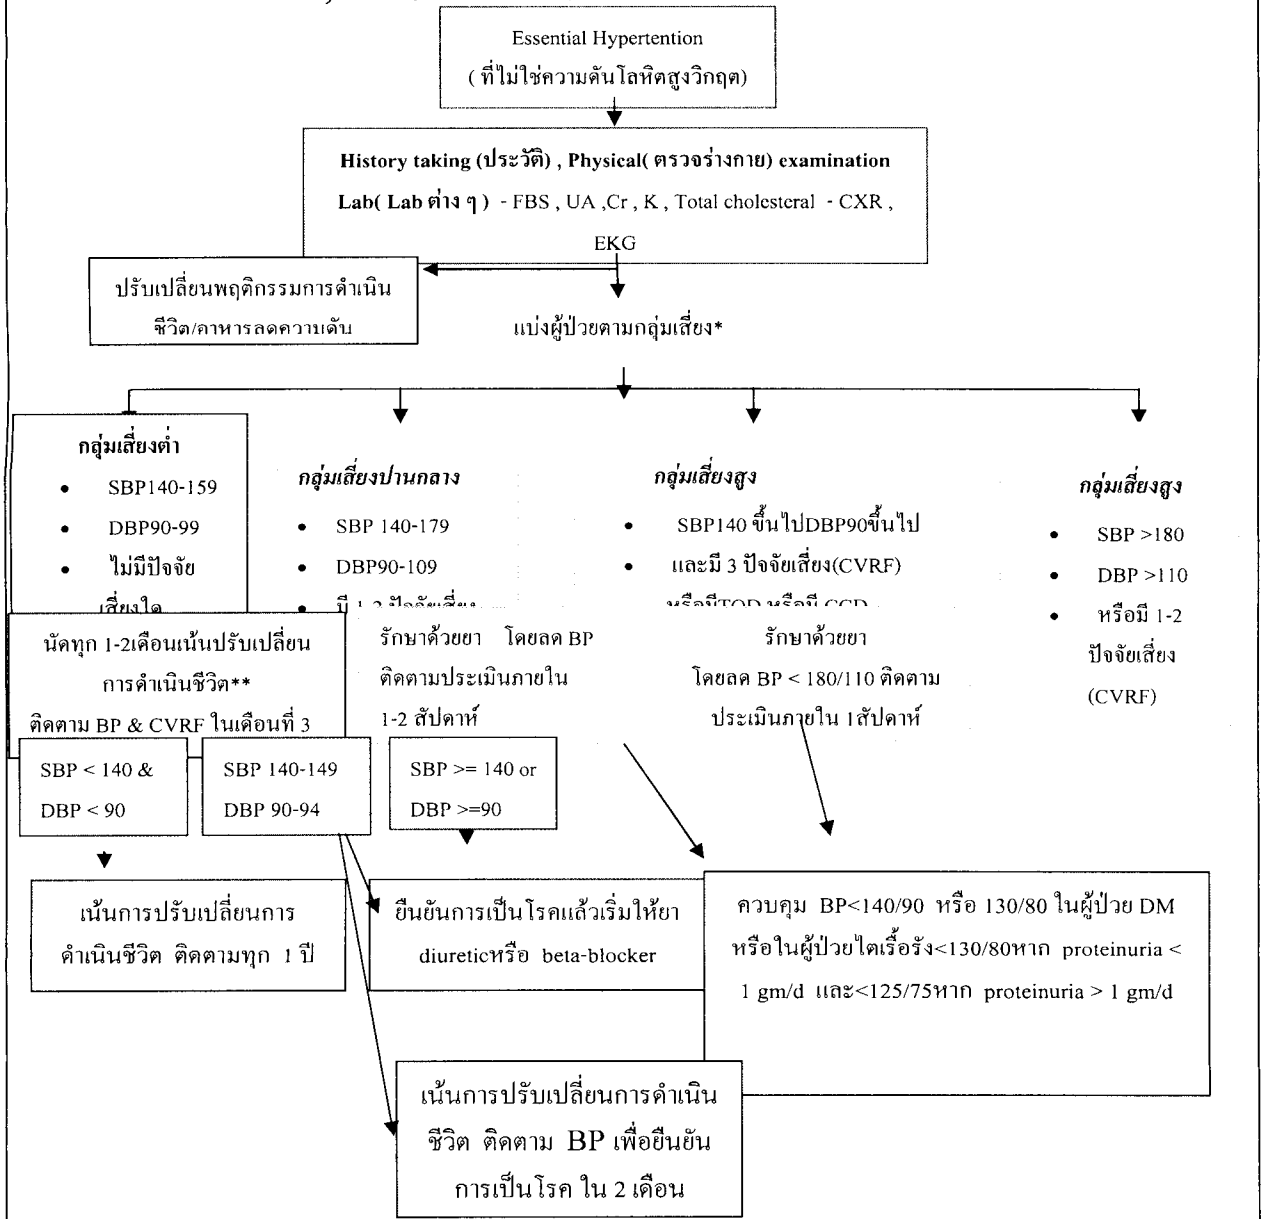 Essential Hypertention
( ที่ไม่ใช่ความดันโลหิตสูงวิกฤต)
History taking (ประวัติ) , Physical( ตรวจร่างกาย) examination
Lab( Lab ต่าง ๆ ) - FBS , UA ,Cr , K , Total cholesteral - CXR ,
EKG
ปรับเปลี่ยนพฤติกรรมการดำเนิน
ชีวิต/อาหารลดความดัน
แบ่งผู้ป่วยตามกลุ่มเสี่ยง*
กลุ่มเสี่ยงต่ำ
• SBP140-159
• DBP90-99
• ไม่มีปัจจัย
เสี่ยงใด
กลุ่มเสี่ยงปานกลาง
• SBP 140-179
• DBP90-109
• มี 1-2 ปัจจัยเสี่ยง
กลุ่มเสี่ยงสูง
• SBP140 ขึ้นไปDBP90ขึ้นไป
• และมี 3 ปัจจัยเสี่ยง(CVRF)
หรือมีTOD หรือมี CCD
กลุ่มเสี่ยงสูง
• SBP >180
• DBP >110
• หรือมี 1-2
ปัจจัยเสี่ยง
(CVRF)
นัดทุก 1-2เดือนเน้นปรับเปลี่ยน
การดำเนินชีวิต**
ติดตาม BP & CVRF ในเดือนที่ 3
รักษาด้วยยา โดยลด BP
ติดตามประเมินภายใน
1-2 สัปดาห์
รักษาด้วยยา
โดยลด BP < 180/110 ติดตาม
ประเมินภายใน 1สัปดาห์
SBP < 140 &
DBP < 90
SBP 140-149
DBP 90-94
SBP >= 140 or
DBP >=90
เน้นการปรับเปลี่ยนการ
ดำเนินชีวิต ติดตามทุก 1 ปี
ยืนยันการเป็นโรคแล้วเริ่มให้ยา
diureticหรือ beta-blocker
ควบคุม BP<140/90 หรือ 130/80 ในผู้ป่วย DM
หรือในผู้ป่วยไตเรื้อรัง<130/80หาก proteinuria <
1 gm/d และ<125/75หาก proteinuria > 1 gm/d
เน้นการปรับเปลี่ยนการดำเนิน
ชีวิต ติดตาม BP เพื่อยืนยัน
การเป็นโรค ใน 2 เดือน